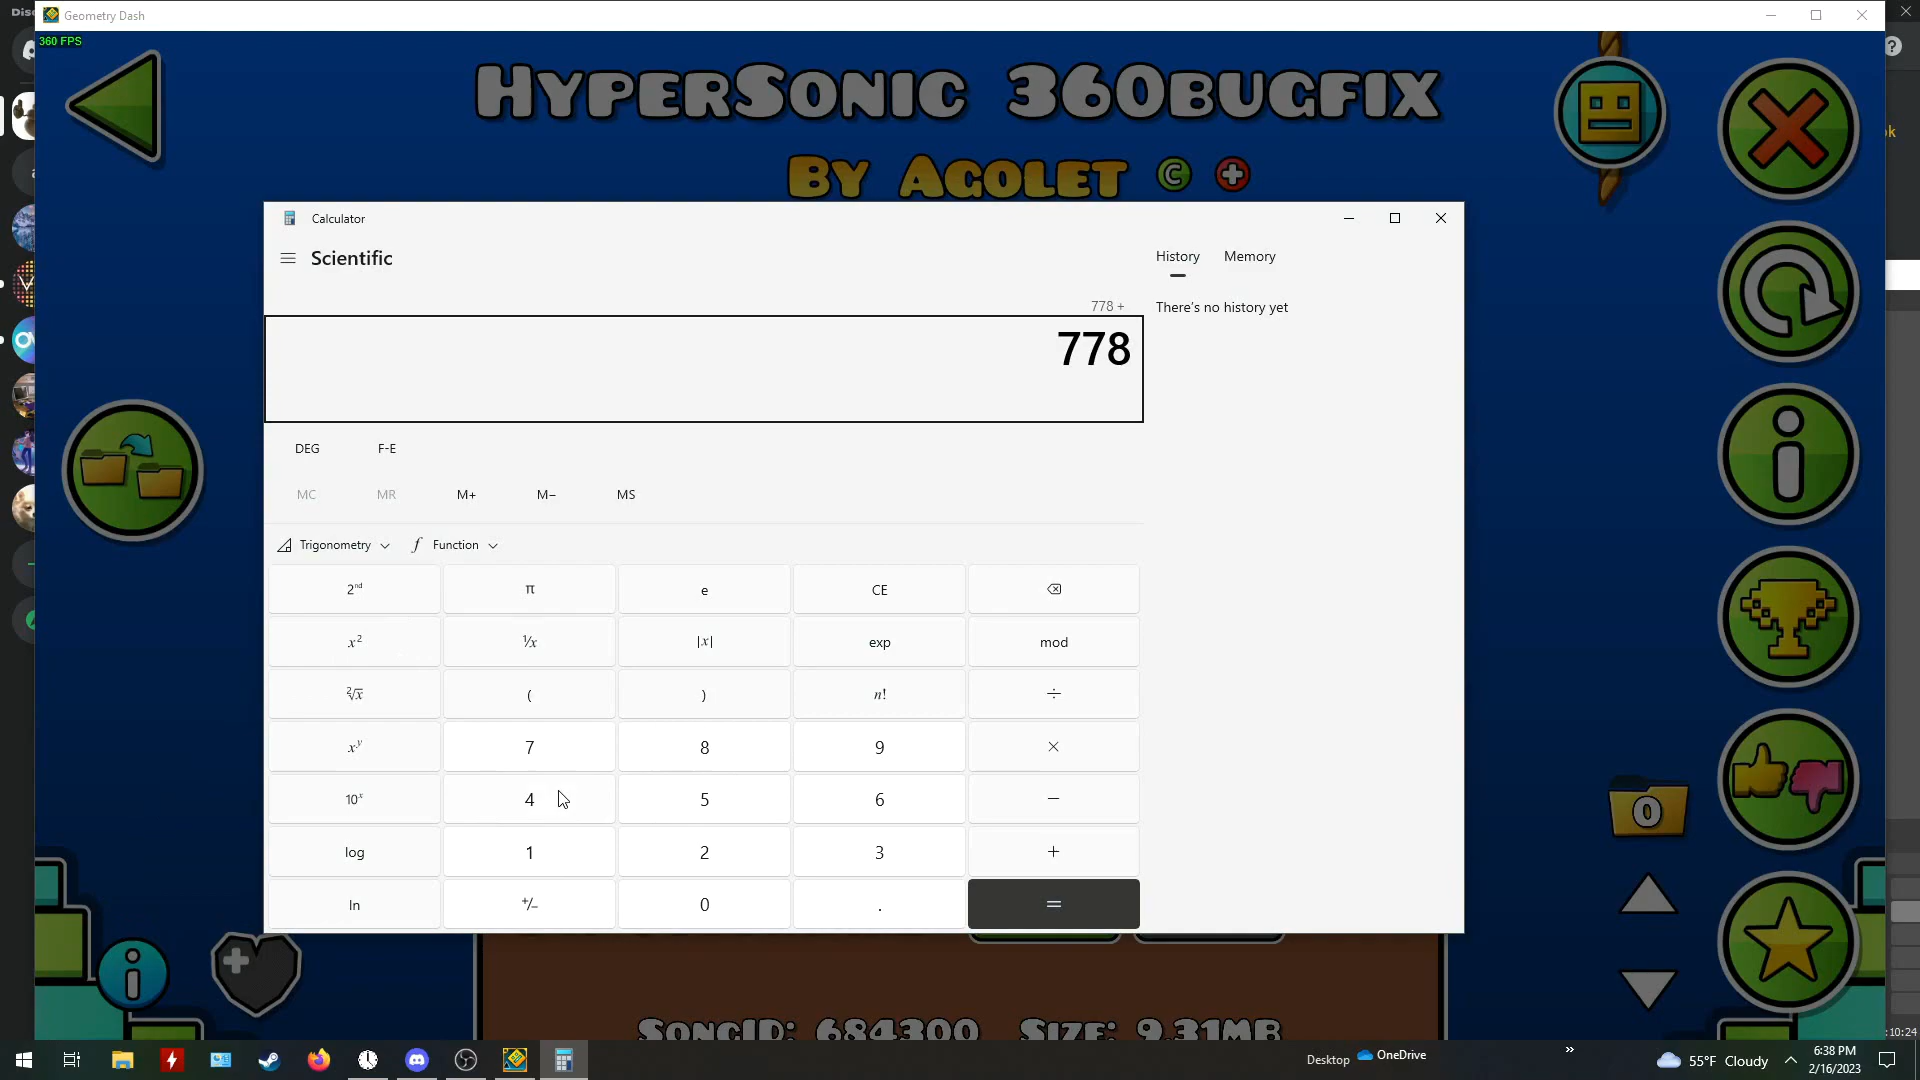 Disc
Geometry Dash
360 FPS
HyperSonic 360bugfix
By Agolet
C
Calculator
Scientific
History
Memory
778 +
There's no history yet
778
DEG
F-E
MC
MR
M+
M−
MS
Trigonometry
f
Function
2nd
π
e
CE
x2
1/x
|x|
exp
mod
2√x
(
)
n!
÷
xy
7
8
9
×
10x
4
5
6
−
log
1
2
3
+
ln
+/−
0
.
=
0
SongID: 684300 Size: 9.31MB
:10:24
Desktop
OneDrive
»
55°F Cloudy
6:38 PM
2/16/2023